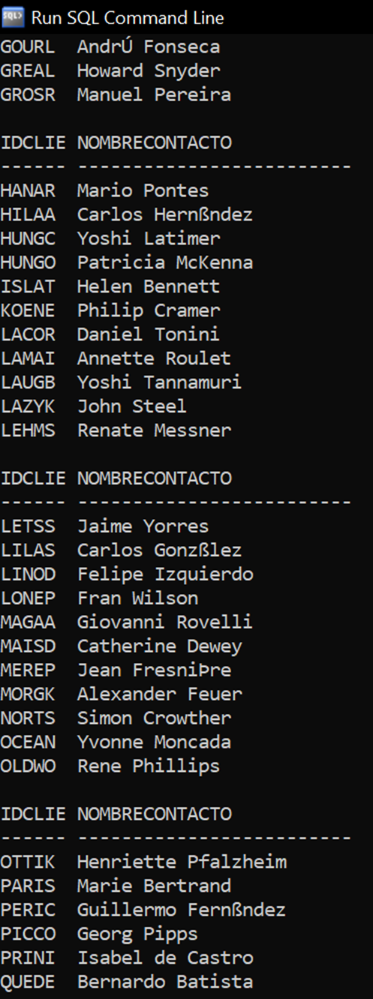 SQL> Run SQL Command Line
GOURL  AndrÚ Fonseca
GREAL  Howard Snyder
GROSR  Manuel Pereira

IDCLIE NOMBRECONTACTO
------ -------------------------
HANAR  Mario Pontes
HILAA  Carlos Hernßndez
HUNGC  Yoshi Latimer
HUNGO  Patricia McKenna
ISLAT  Helen Bennett
KOENE  Philip Cramer
LACOR  Daniel Tonini
LAMAI  Annette Roulet
LAUGB  Yoshi Tannamuri
LAZYK  John Steel
LEHMS  Renate Messner

IDCLIE NOMBRECONTACTO
------ -------------------------
LETSS  Jaime Yorres
LILAS  Carlos Gonzßlez
LINOD  Felipe Izquierdo
LONEP  Fran Wilson
MAGAA  Giovanni Rovelli
MAISD  Catherine Dewey
MEREP  Jean FresniÞre
MORGK  Alexander Feuer
NORTS  Simon Crowther
OCEAN  Yvonne Moncada
OLDWO  Rene Phillips

IDCLIE NOMBRECONTACTO
------ -------------------------
OTTIK  Henriette Pfalzheim
PARIS  Marie Bertrand
PERIC  Guillermo Fernßndez
PICCO  Georg Pipps
PRINI  Isabel de Castro
QUEDE  Bernardo Batista